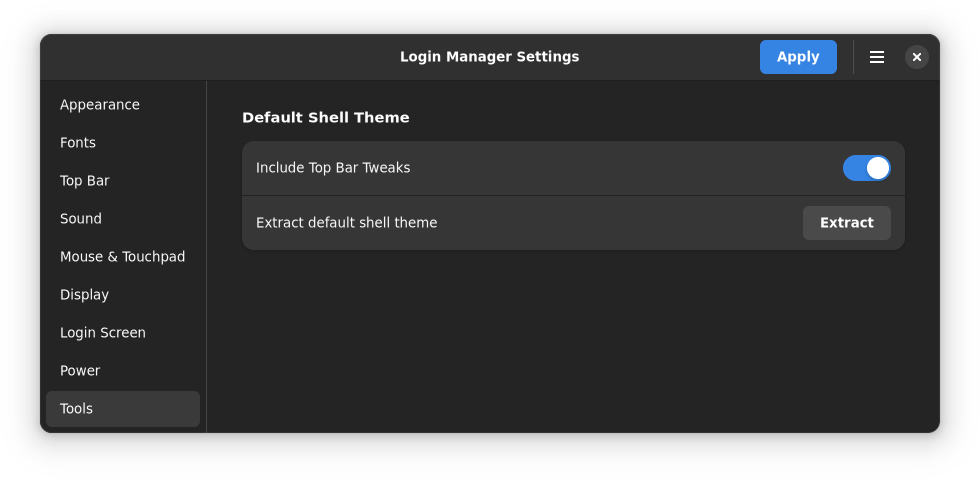 Login Manager Settings
Apply
Appearance
Fonts
Top Bar
Sound
Mouse & Touchpad
Display
Login Screen
Power
Tools
Default Shell Theme
Include Top Bar Tweaks
Extract default shell theme
Extract